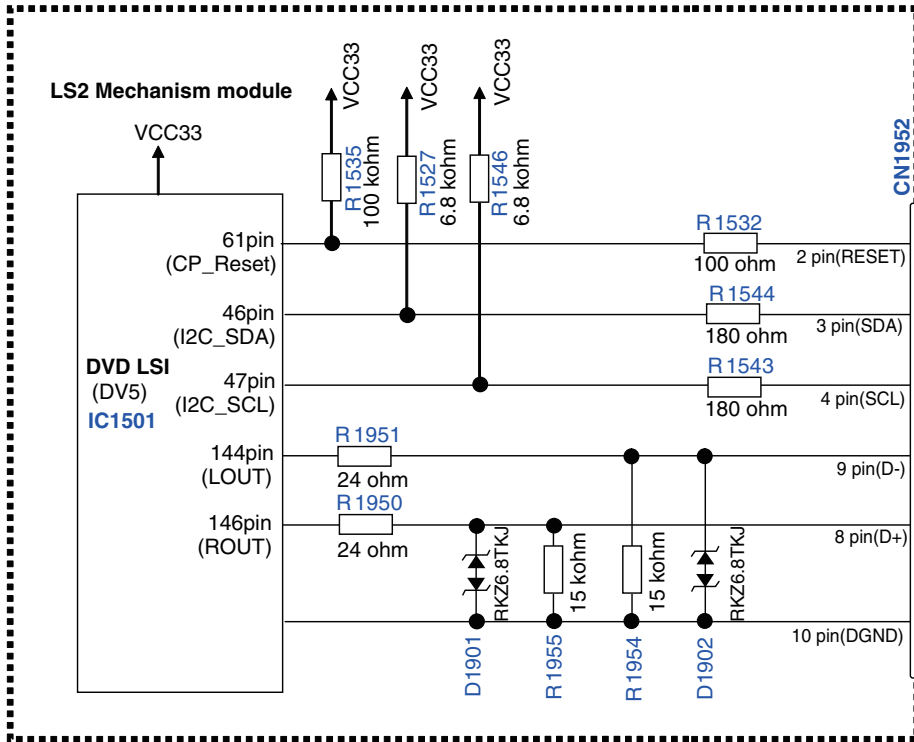 LS2 Mechanism module
VCC33
VCC33
VCC33
VCC33
R1535
100 kohm
R1527
6.8 kohm
R1546
6.8 kohm
CN1952
61pin
(CP_Reset)
R1532
100 ohm
2 pin(RESET)
46pin
(I2C_SDA)
R1544
180 ohm
3 pin(SDA)
DVD LSI
(DV5)
IC1501
47pin
(I2C_SCL)
R1543
180 ohm
4 pin(SCL)
144pin
(LOUT)
R1951
24 ohm
9 pin(D-)
146pin
(ROUT)
R1950
24 ohm
8 pin(D+)
RKZ6.8TKJ
15 kohm
15 kohm
RKZ6.8TKJ
10 pin(DGND)
D1901
R1955
R1954
D1902